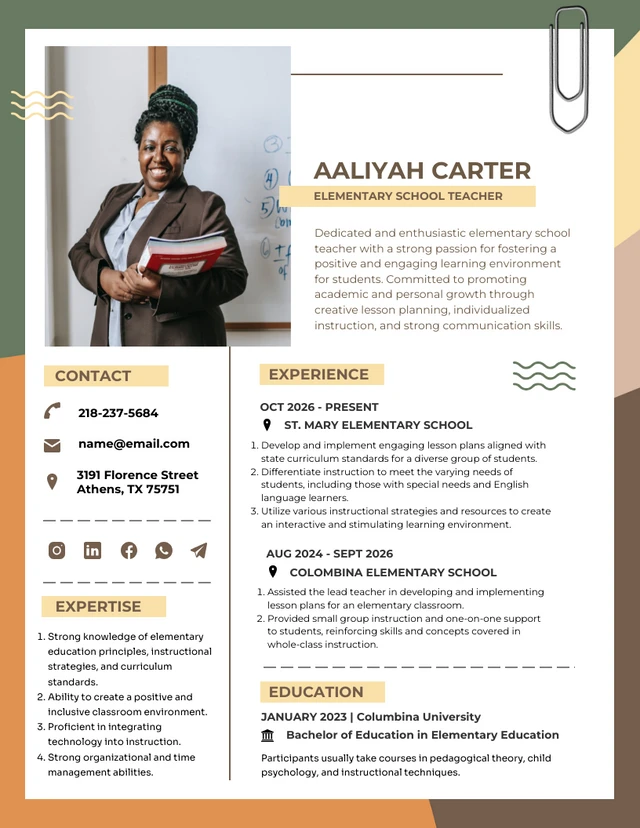 AALIYAH CARTER
ELEMENTARY SCHOOL TEACHER
Dedicated and enthusiastic elementary school
teacher with a strong passion for fostering a
positive and engaging learning environment
for students. Committed to promoting
academic and personal growth through
creative lesson planning, individualized
instruction, and strong communication skills.
CONTACT
218-237-5684
name@email.com
3191 Florence Street
Athens, TX 75751
EXPERTISE
1. Strong knowledge of elementary
education principles, instructional
strategies, and curriculum
standards.
2. Ability to create a positive and
inclusive classroom environment.
3. Proficient in integrating
technology into instruction.
4. Strong organizational and time
management abilities.
EXPERIENCE
OCT 2026 - PRESENT
ST. MARY ELEMENTARY SCHOOL
1. Develop and implement engaging lesson plans aligned with
state curriculum standards for a diverse group of students.
2. Differentiate instruction to meet the varying needs of
students, including those with special needs and English
language learners.
3. Utilize various instructional strategies and resources to create
an interactive and stimulating learning environment.
AUG 2024 - SEPT 2026
COLOMBINA ELEMENTARY SCHOOL
1. Assisted the lead teacher in developing and implementing
lesson plans for an elementary classroom.
2. Provided small group instruction and one-on-one support
to students, reinforcing skills and concepts covered in
whole-class instruction.
EDUCATION
JANUARY 2023 | Columbina University
Bachelor of Education in Elementary Education
Participants usually take courses in pedagogical theory, child
psychology, and instructional techniques.